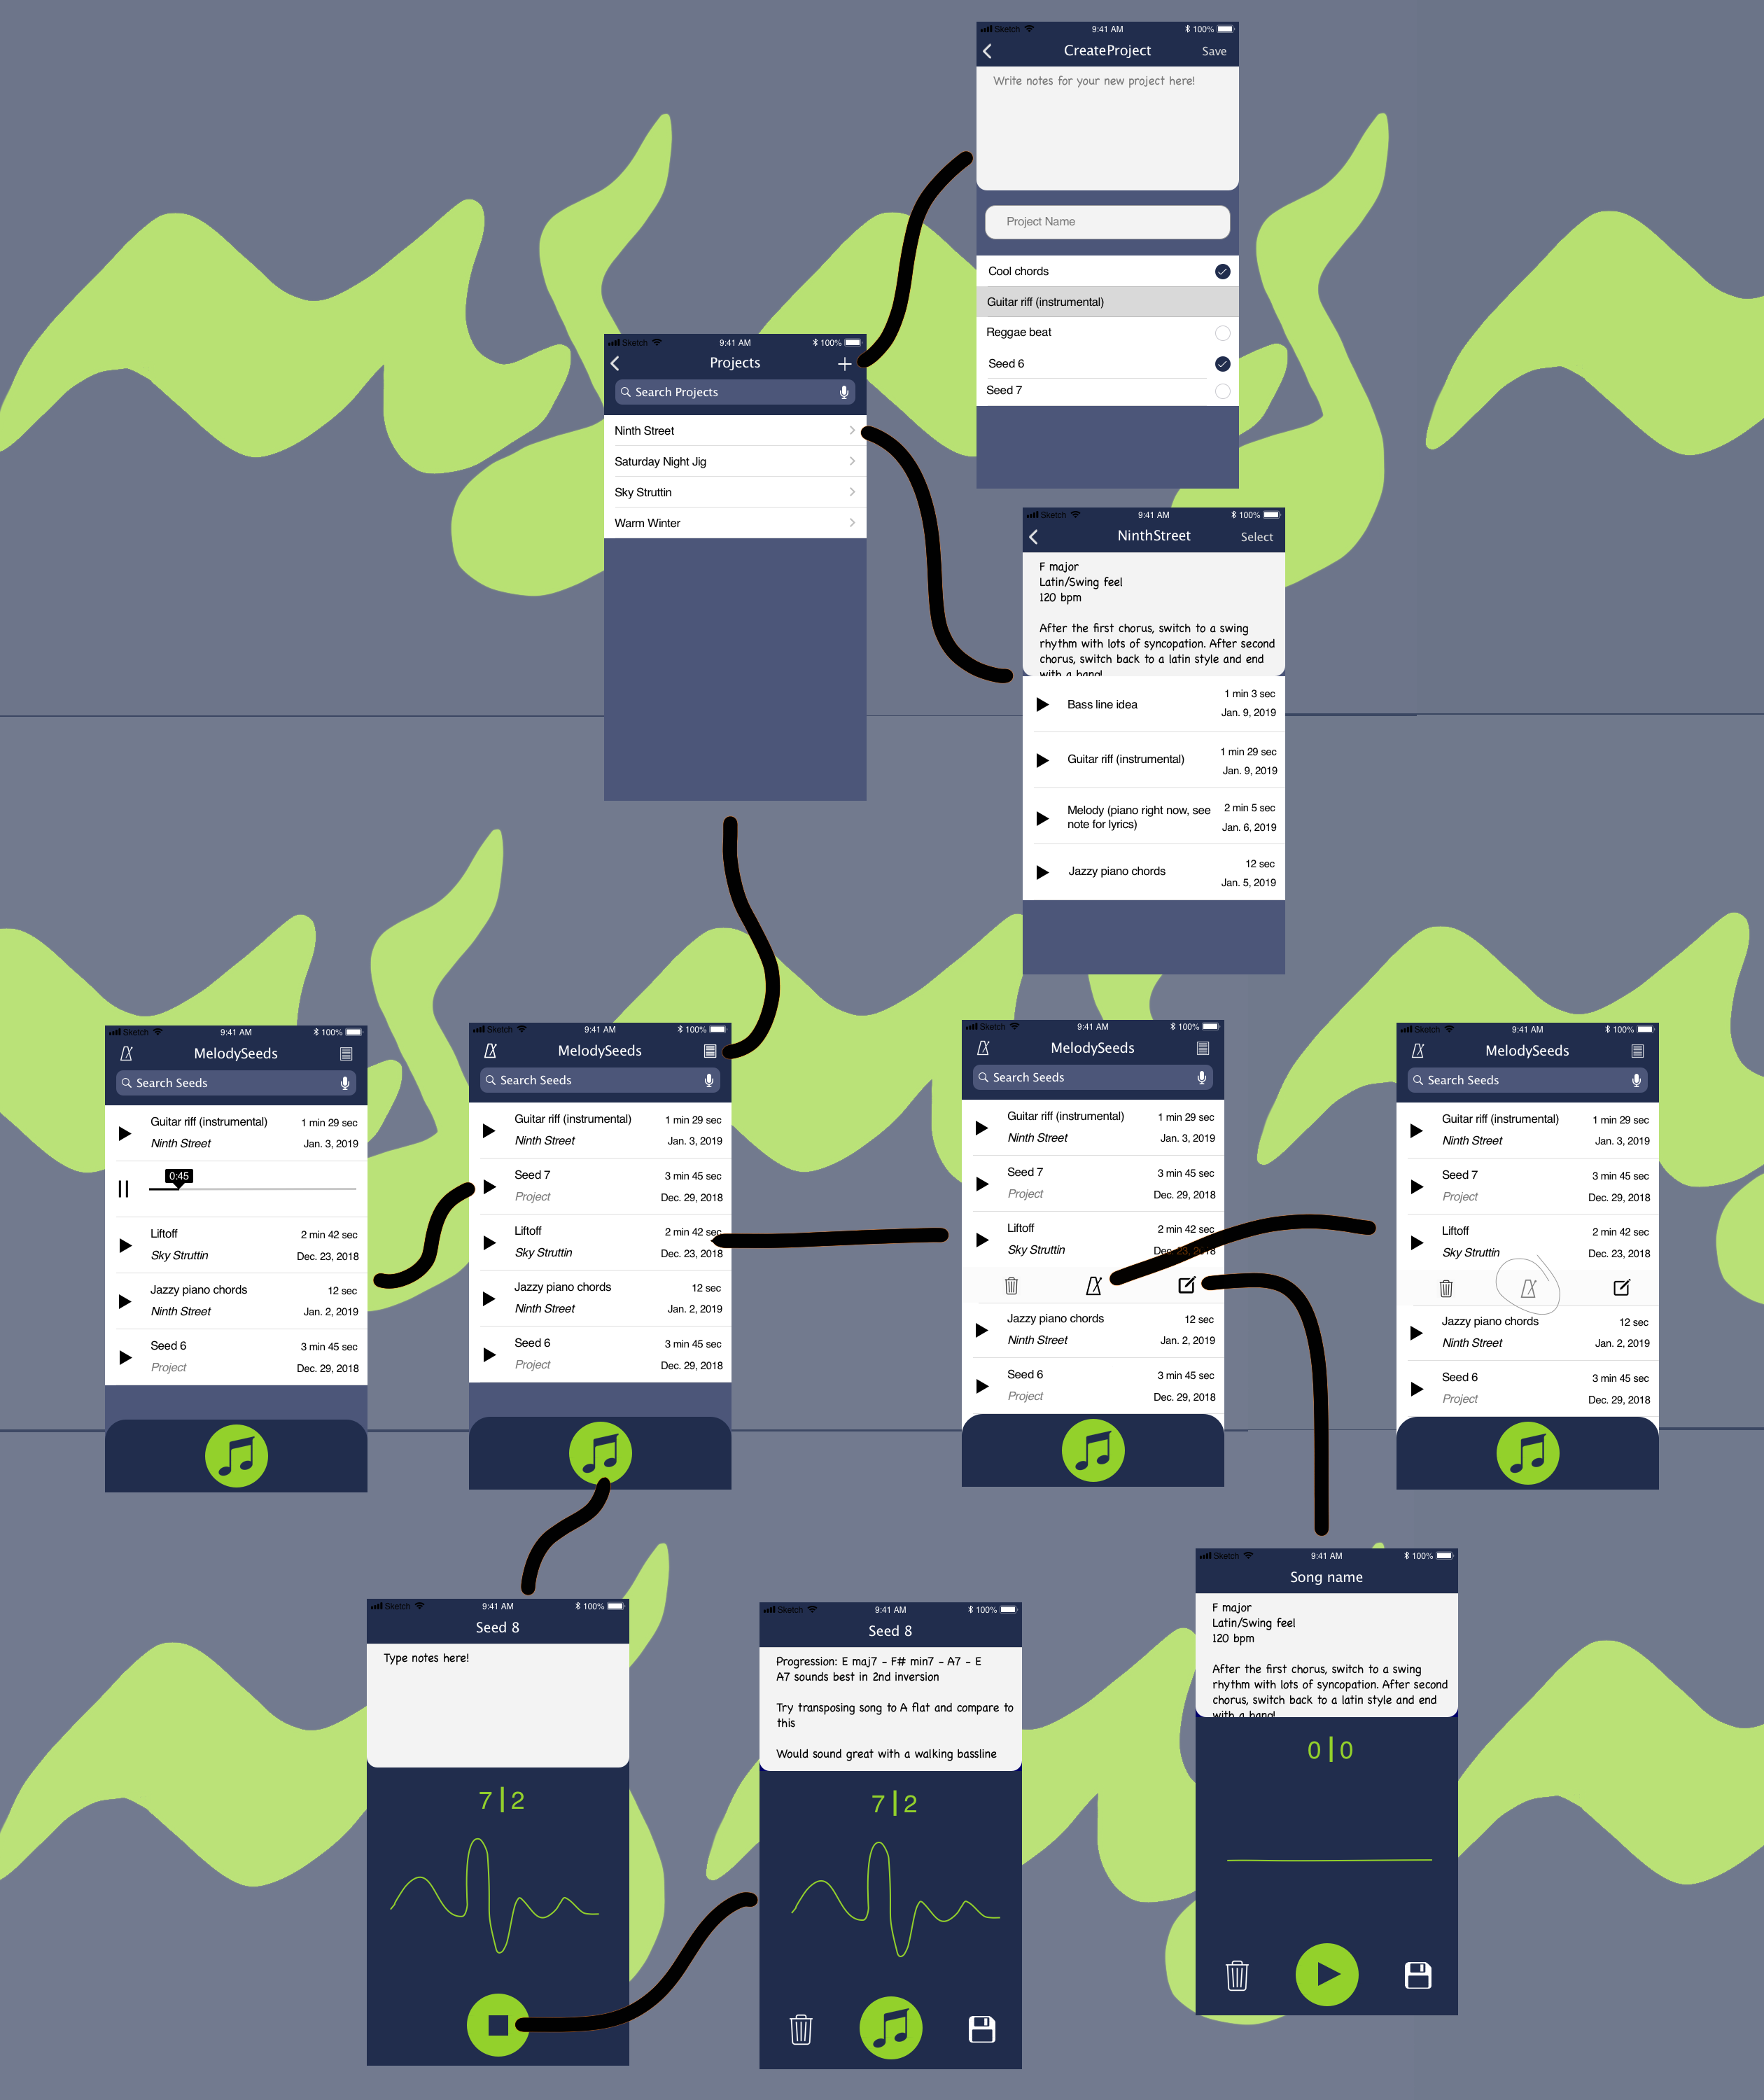 Sketch 9:41 AM 100%
CreateProject Save
Write notes for your new project here!
Project Name
Cool chords
Guitar riff (instrumental)
Reggae beat
Seed 6
Seed 7
Sketch 9:41 AM 100%
Projects
Search Projects
Ninth Street
Saturday Night Jig
Sky Struttin
Warm Winter
Sketch 9:41 AM 100%
NinthStreet Select
F major
Latin/Swing feel
120 bpm
After the first chorus, switch to a swing
rhythm with lots of syncopation. After second
chorus, switch back to a latin style and end
with a bang!
1 min 3 sec
Bass line idea
Jan. 9, 2019
1 min 29 sec
Guitar riff (instrumental)
Jan. 9, 2019
Melody (piano right now, see 2 min 5 sec
note for lyrics) Jan. 6, 2019
12 sec
Jazzy piano chords
Jan. 5, 2019
Sketch 9:41 AM 100%
MelodySeeds
Search Seeds
Guitar riff (instrumental) 1 min 29 sec
Ninth Street Jan. 3, 2019
0:45
Liftoff 2 min 42 sec
Sky Struttin Dec. 23, 2018
Jazzy piano chords 12 sec
Ninth Street Jan. 2, 2019
Seed 6 3 min 45 sec
Project Dec. 29, 2018
Sketch 9:41 AM 100%
MelodySeeds
Search Seeds
Guitar riff (instrumental) 1 min 29 sec
Ninth Street Jan. 3, 2019
Seed 7 3 min 45 sec
Project Dec. 29, 2018
Liftoff 2 min 42 sec
Sky Struttin Dec. 23, 2018
Jazzy piano chords 12 sec
Ninth Street Jan. 2, 2019
Seed 6 3 min 45 sec
Project Dec. 29, 2018
Sketch 9:41 AM 100%
MelodySeeds
Search Seeds
Guitar riff (instrumental) 1 min 29 sec
Ninth Street Jan. 3, 2019
Seed 7 3 min 45 sec
Project Dec. 29, 2018
Liftoff 2 min 42 sec
Sky Struttin Dec. 23, 2018
Jazzy piano chords 12 sec
Ninth Street Jan. 2, 2019
Seed 6 3 min 45 sec
Project Dec. 29, 2018
Sketch 9:41 AM 100%
MelodySeeds
Search Seeds
Guitar riff (instrumental) 1 min 29 sec
Ninth Street Jan. 3, 2019
Seed 7 3 min 45 sec
Project Dec. 29, 2018
Liftoff 2 min 42 sec
Sky Struttin Dec. 23, 2018
Jazzy piano chords 12 sec
Ninth Street Jan. 2, 2019
Seed 6 3 min 45 sec
Project Dec. 29, 2018
Sketch 9:41 AM 100%
Seed 8
Type notes here!
7|2
Sketch 9:41 AM 100%
Seed 8
Progression: E maj7 - F# min7 - A7 - E
A7 sounds best in 2nd inversion
Try transposing song to A flat and compare to
this
Would sound great with a walking bassline
7|2
Sketch 9:41 AM 100%
Song name
F major
Latin/Swing feel
120 bpm
After the first chorus, switch to a swing
rhythm with lots of syncopation. After second
chorus, switch back to a latin style and end
with a bang!
0|0